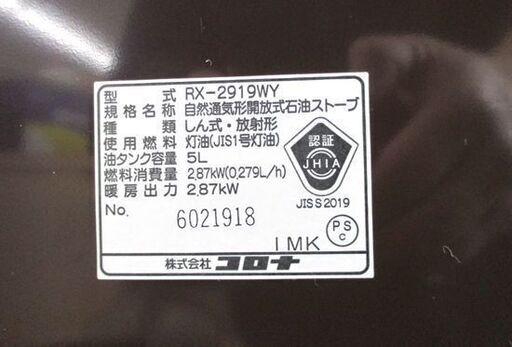 型 式 RX-2919WY
規格名称 自然通気形開放式石油ストーブ
種 類 しん式・放射形
使用燃料 灯油(JIS1号灯油)
油タンク容量 5L
燃料消費量 2.87kW(0.279L/h)
暖房出力 2.87kW
No. 6021918
認証
JHIA
JIS S 2019
PS
C
IMK
株式会社 コロナ